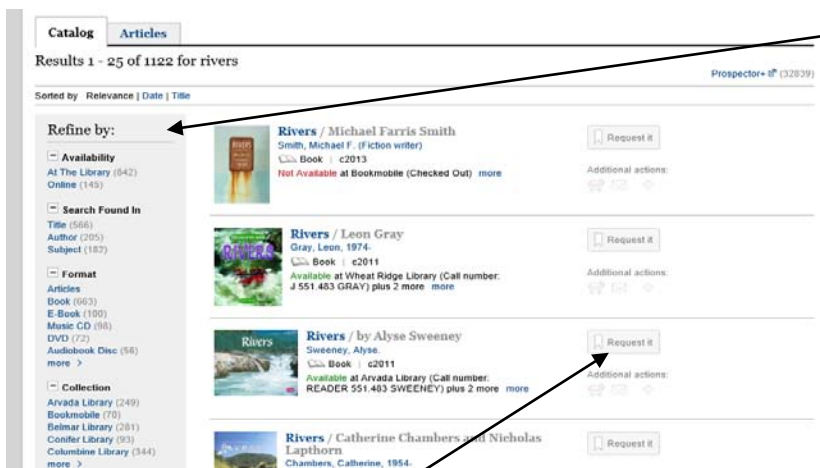 Catalog Articles
Results 1 - 25 of 1122 for rivers
Prospector+ (32839)
Sorted by Relevance | Date | Title
Refine by:
Availability
At The Library (842)
Online (145)
Search Found In
Title (566)
Author (205)
Subject (182)
Format
Articles
Book (663)
E-Book (100)
Music CD (98)
DVD (72)
Audiobook Disc (56)
more >
Collection
Arvada Library (249)
Bookmobile (70)
Belmar Library (281)
Conifer Library (93)
Columbine Library (344)
more >
RIVERS
Rivers / Michael Farris Smith
Smith, Michael F. (Fiction writer)
Book | c2013
Not Available at Bookmobile (Checked Out) more
Request it
Additional actions:
RIVERS
Rivers / Leon Gray
Gray, Leon, 1974-
Book | c2011
Available at Wheat Ridge Library (Call number:
J 551.483 GRAY) plus 2 more more
Request it
Additional actions:
Rivers
Rivers / by Alyse Sweeney
Sweeney, Alyse.
Book | c2011
Available at Arvada Library (Call number:
READER 551.483 SWEENEY) plus 2 more more
Request it
Additional actions:
Rivers / Catherine Chambers and Nicholas
Lapthorn
Chambers, Catherine, 1954-
Request it